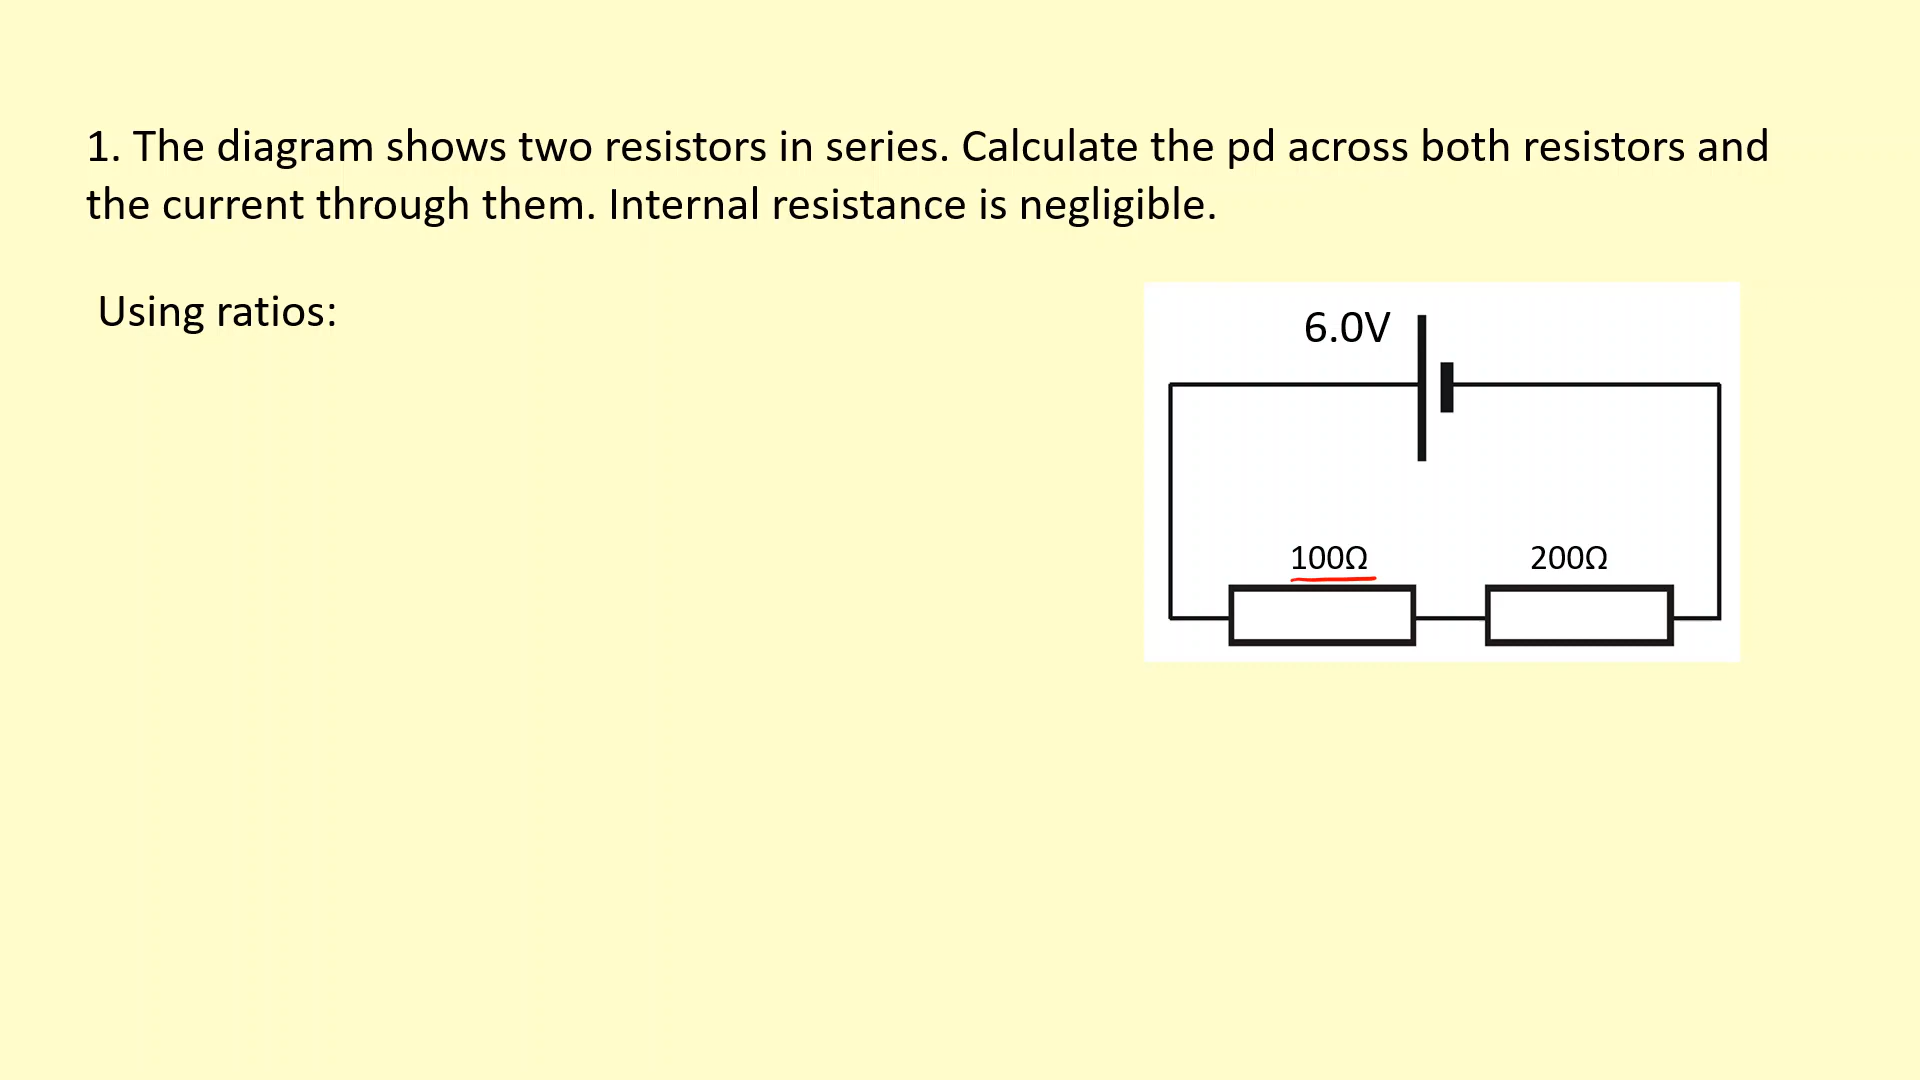 1. The diagram shows two resistors in series. Calculate the pd across both resistors and
the current through them. Internal resistance is negligible.
Using ratios:
6.0V
100Ω
200Ω